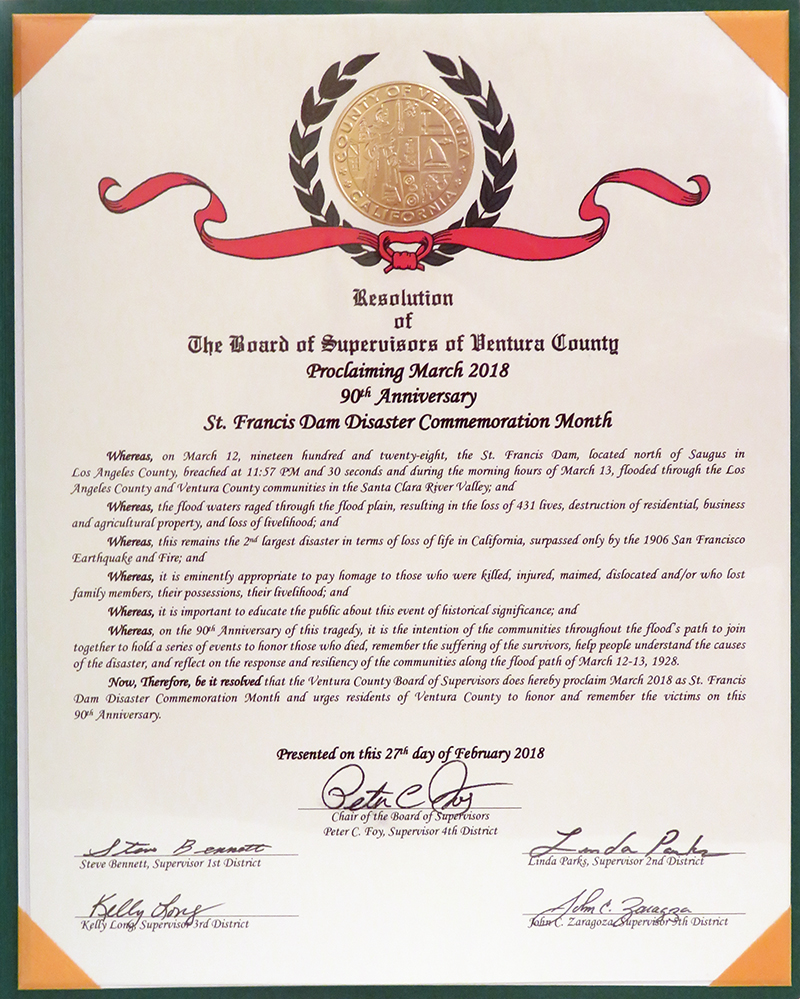 COUNTY OF VENTURA
CALIFORNIA
Resolution
of
The Board of Supervisors of Ventura County
Proclaiming March 2018
90th Anniversary
St. Francis Dam Disaster Commemoration Month
Whereas, on March 12, nineteen hundred and twenty-eight, the St. Francis Dam, located north of Saugus in
Los Angeles County, breached at 11:57 PM and 30 seconds and during the morning hours of March 13, flooded through the Los
Angeles County and Ventura County communities in the Santa Clara River Valley; and
Whereas, the flood waters raged through the flood plain, resulting in the loss of 431 lives, destruction of residential, business
and agricultural property, and loss of livelihood; and
Whereas, this remains the 2nd largest disaster in terms of loss of life in California, surpassed only by the 1906 San Francisco
Earthquake and Fire; and
Whereas, it is eminently appropriate to pay homage to those who were killed, injured, maimed, dislocated and/or who lost
family members, their possessions, their livelihood; and
Whereas, it is important to educate the public about this event of historical significance; and
Whereas, on the 90th Anniversary of this tragedy, it is the intention of the communities throughout the flood's path to join
together to hold a series of events to honor those who died, remember the suffering of the survivors, help people understand the causes
of the disaster, and reflect on the response and resiliency of the communities along the flood path of March 12-13, 1928.
Now, Therefore, be it resolved that the Ventura County Board of Supervisors does hereby proclaim March 2018 as St. Francis
Dam Disaster Commemoration Month and urges residents of Ventura County to honor and remember the victims on this
90th Anniversary.
Presented on this 27th day of February 2018
Peter C Foy
Chair of the Board of Supervisors
Peter C. Foy, Supervisor 4th District
Steve Bennett
Steve Bennett, Supervisor 1st District
Linda Parks
Linda Parks, Supervisor 2nd District
Kelly Long
Kelly Long, Supervisor 3rd District
John C. Zaragoza
John C. Zaragoza, Supervisor 5th District